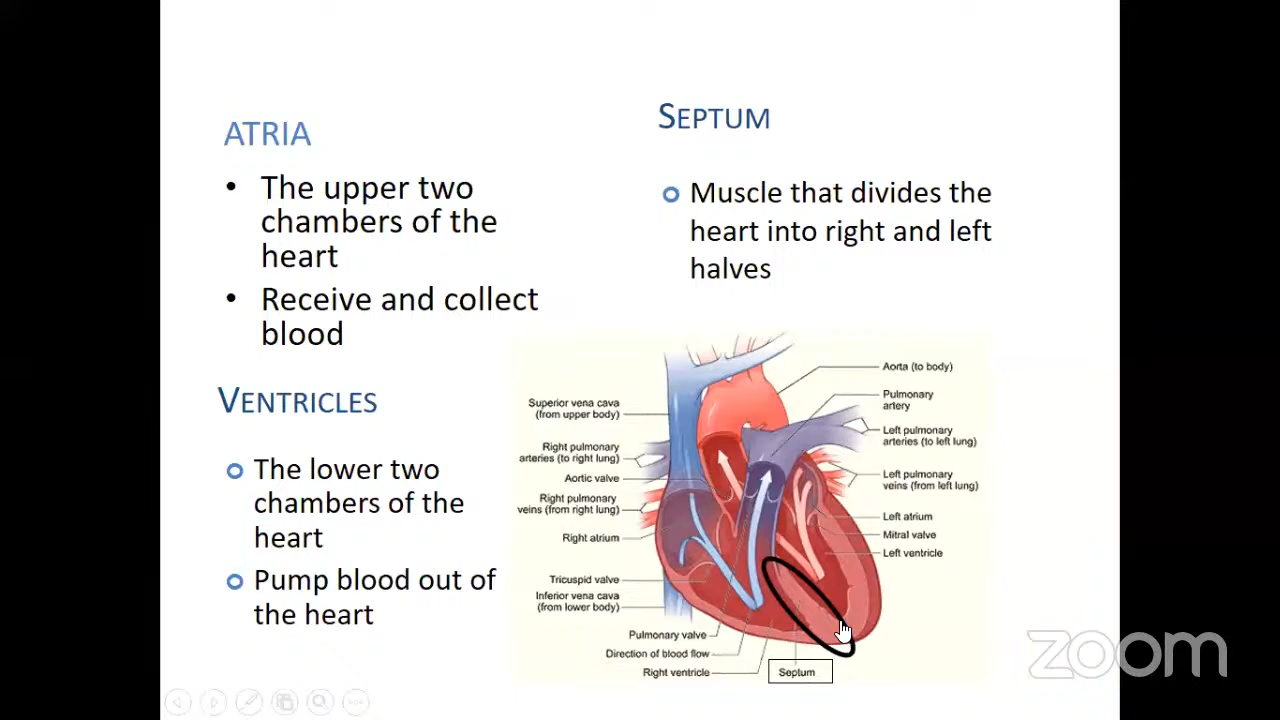 ATRIA
• The upper two
chambers of the
heart
• Receive and collect
blood
VENTRICLES
The lower two
chambers of the
heart
Pump blood out of
the heart
SEPTUM
Muscle that divides the
heart into right and left
halves
Superior vena cava
(from upper body)
Right pulmonary
arteries (to right lung)
Aortic valve
Right pulmonary
veins (from right lung)
Right atrium
Tricuspid valve
Inferior vena cava
(from lower body)
Pulmonary valve
Direction of blood flow
Right ventricle
Septum
Aorta (to body)
Pulmonary
artery
Left pulmonary
arteries (to left lung)
Left pulmonary
veins (from left lung)
Left atrium
Mitral valve
Left ventricle
zoom